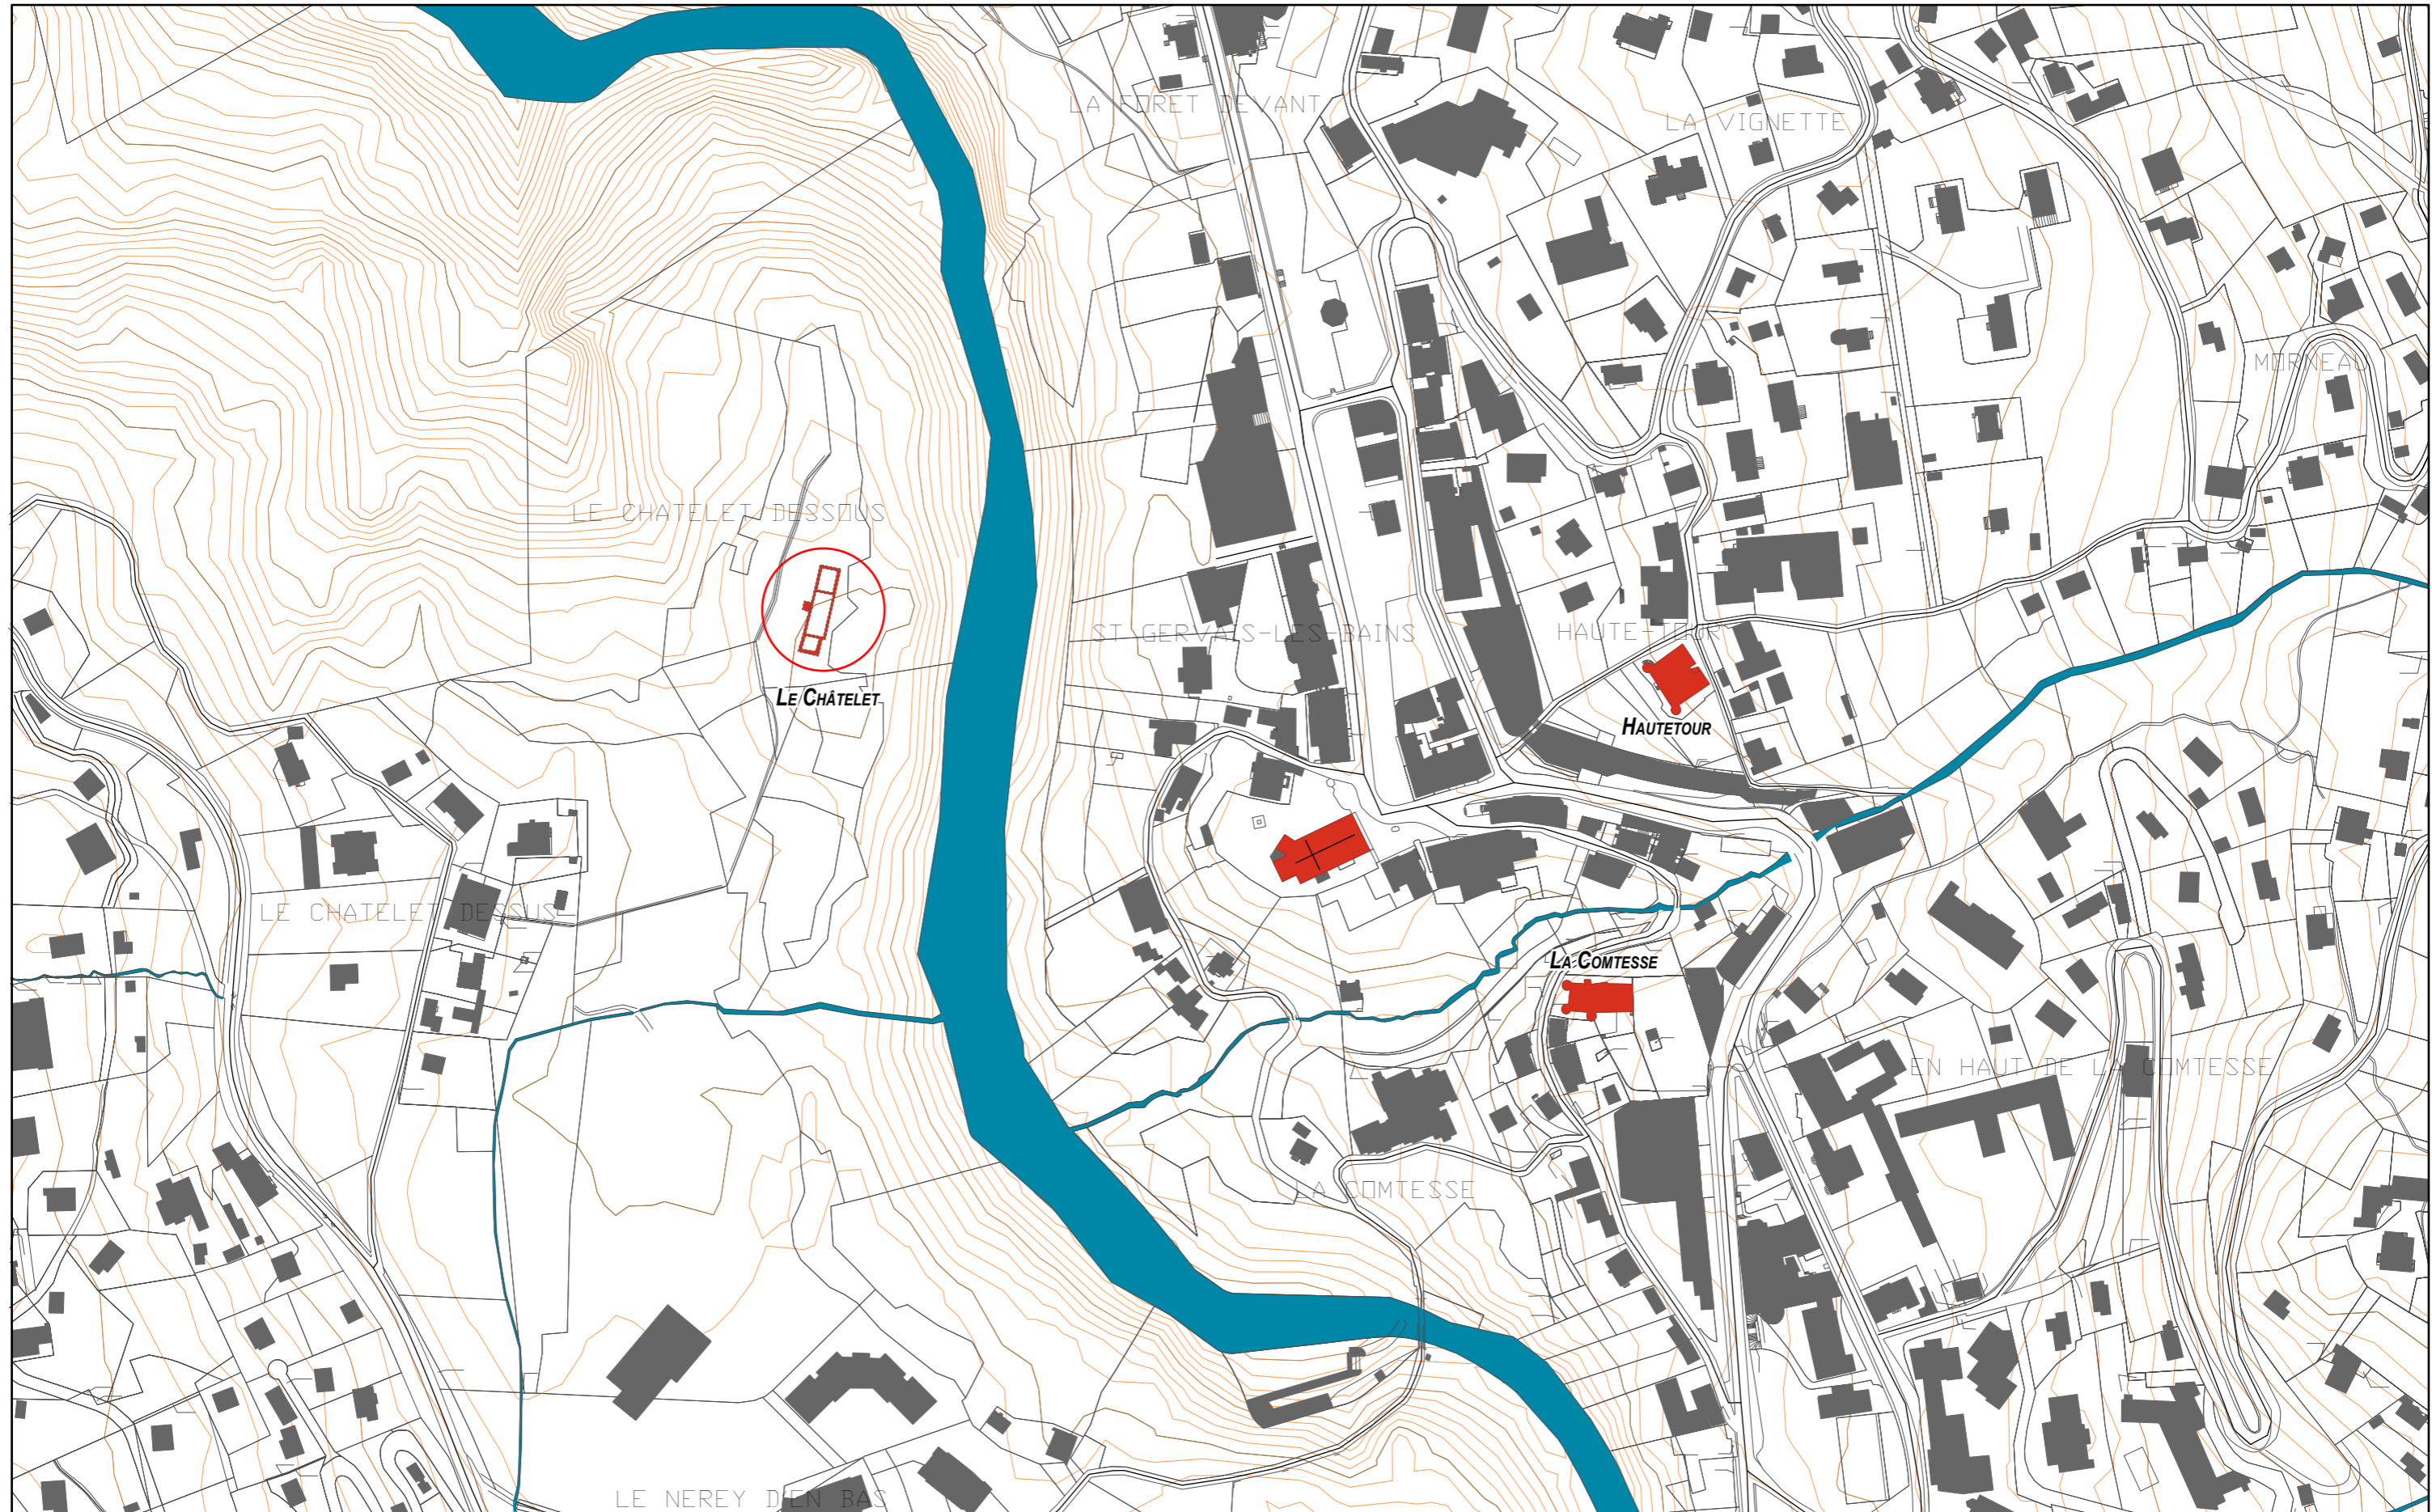 LA FORET DEVANT
LA VIGNETTE
MORNEAU
LE CHATELET DESSOUS
ST GERVAIS-LES-BAINS
HAUTE-TOUR
LE CHÂTELET
HAUTETOUR
LE CHATELET DESSUS
LA COMTESSE
EN HAUT DE LA COMTESSE
LA COMTESSE
LE NEREY D'EN BAS